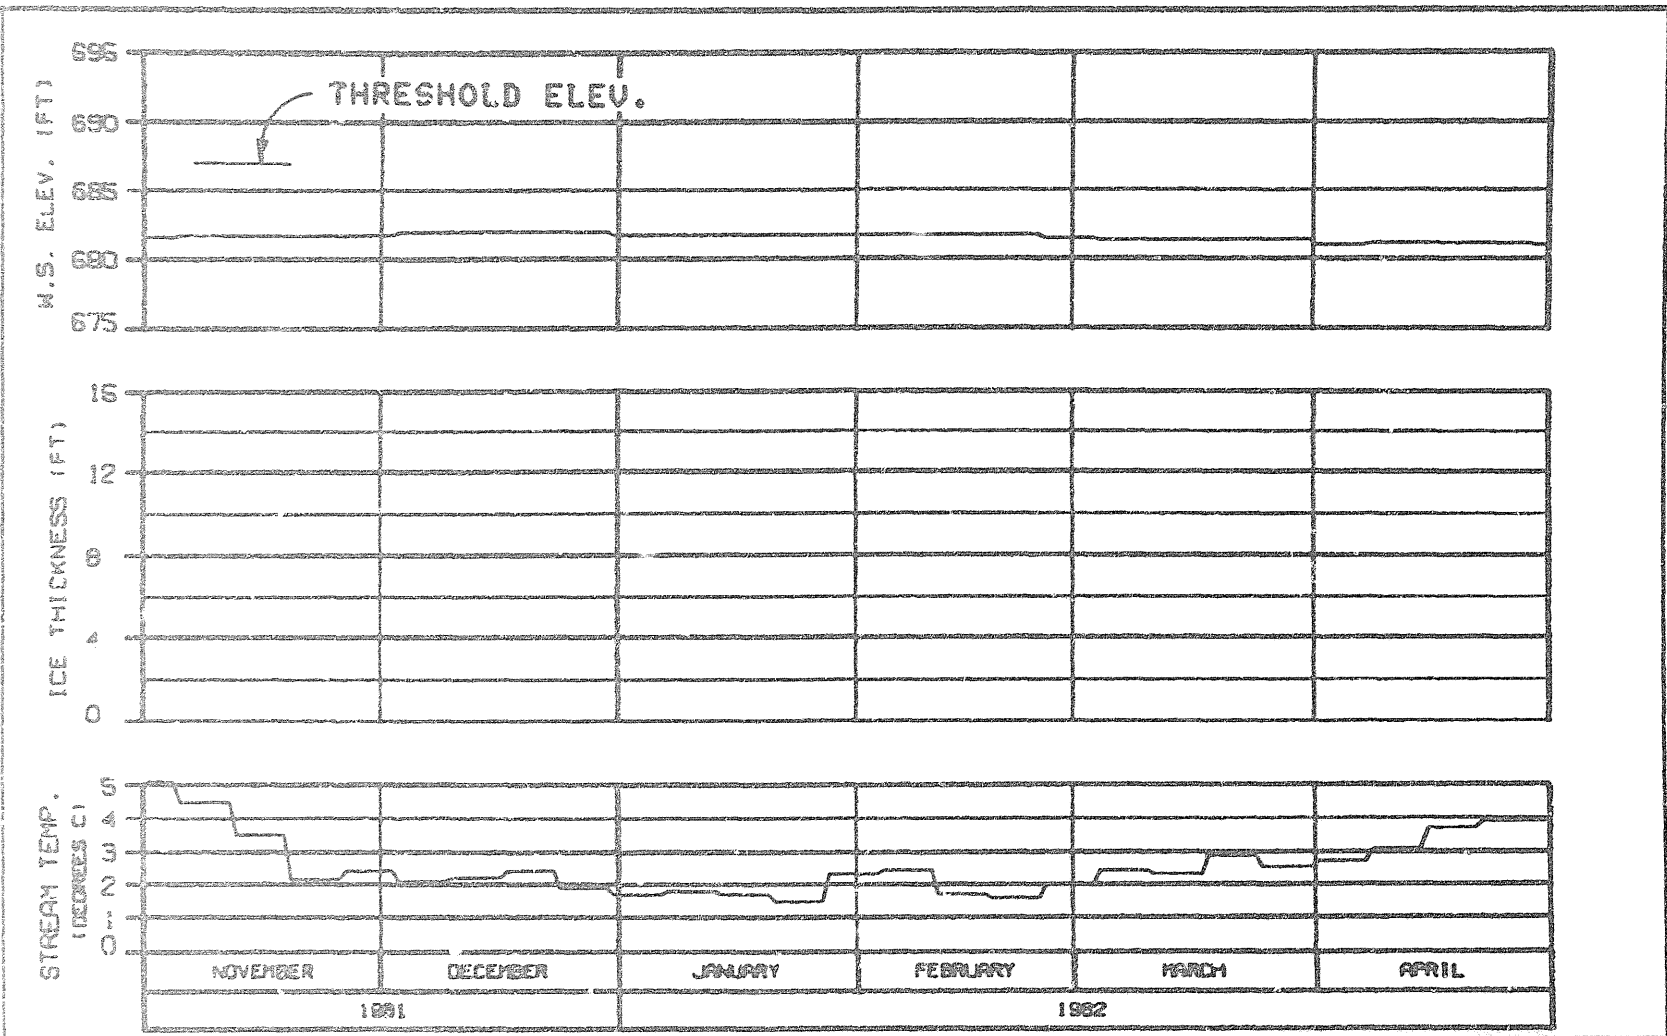 W.S. ELEV. (FT)
695
690
685
680
675
THRESHOLD ELEV.
ICE THICKNESS (FT)
16
12
8
4
0
STREAM TEMP.
(DEGREES C)
5
4
3
2
1
0
NOVEMBER DECEMBER JANUARY FEBRUARY MARCH APRIL
1981 1982